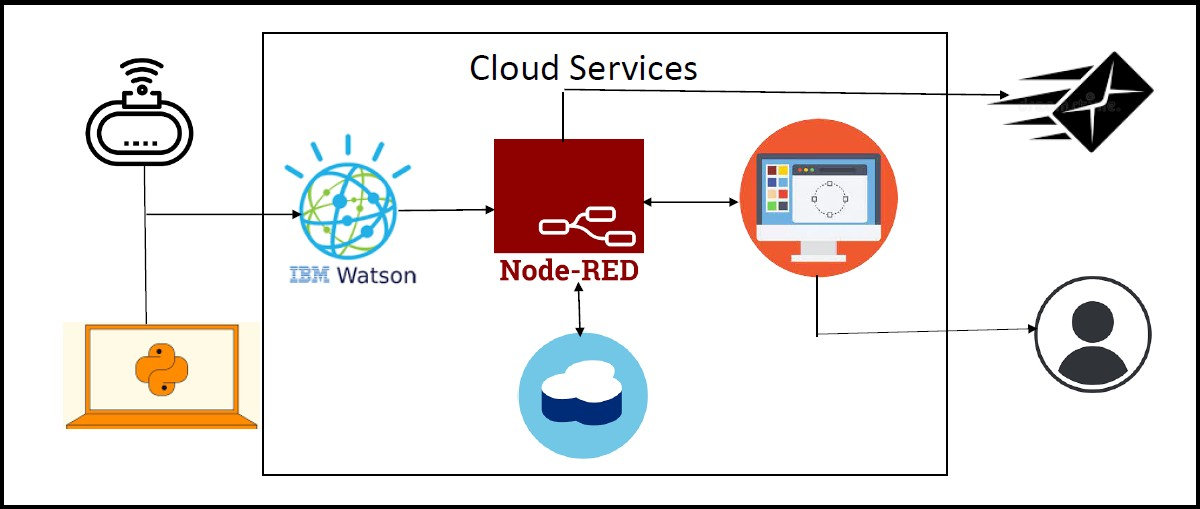 Cloud Services
IBM Watson
Node-RED